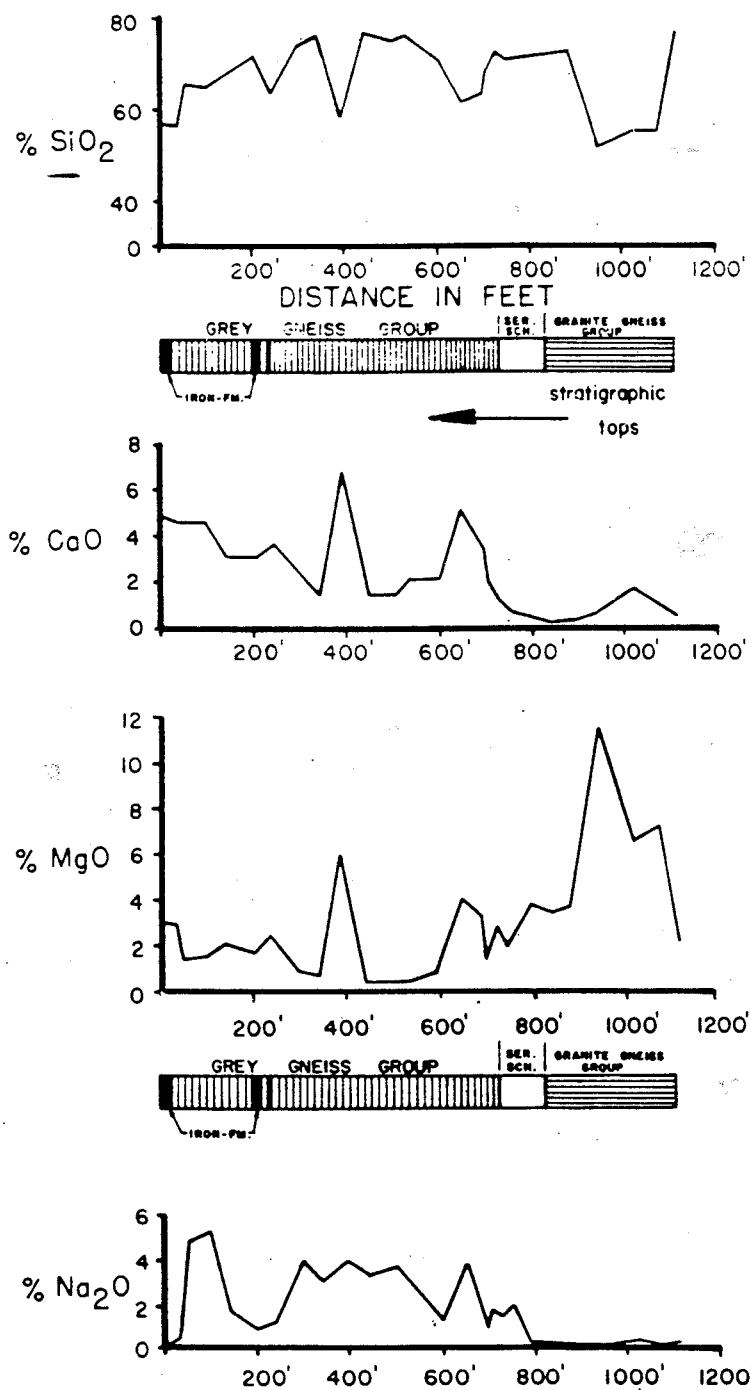 80
60
% SiO2
40
0
200' 400' 600' 800' 1000' 1200'
DISTANCE IN FEET
GREY GNEISS GROUP
SER. SCH.
GRANITE GNEISS GROUP
IRON-FM.
stratigraphic
tops
8
6
% CaO
4
2
0
200' 400' 600' 800' 1000' 1200'
12
10
8
% MgO
6
4
2
0
200' 400' 600' 800' 1000' 1200'
GREY GNEISS GROUP
SER. SCH.
GRANITE GNEISS GROUP
IRON-FM.
6
4
% Na2O
2
0
200' 400' 600' 800' 1000' 1200'